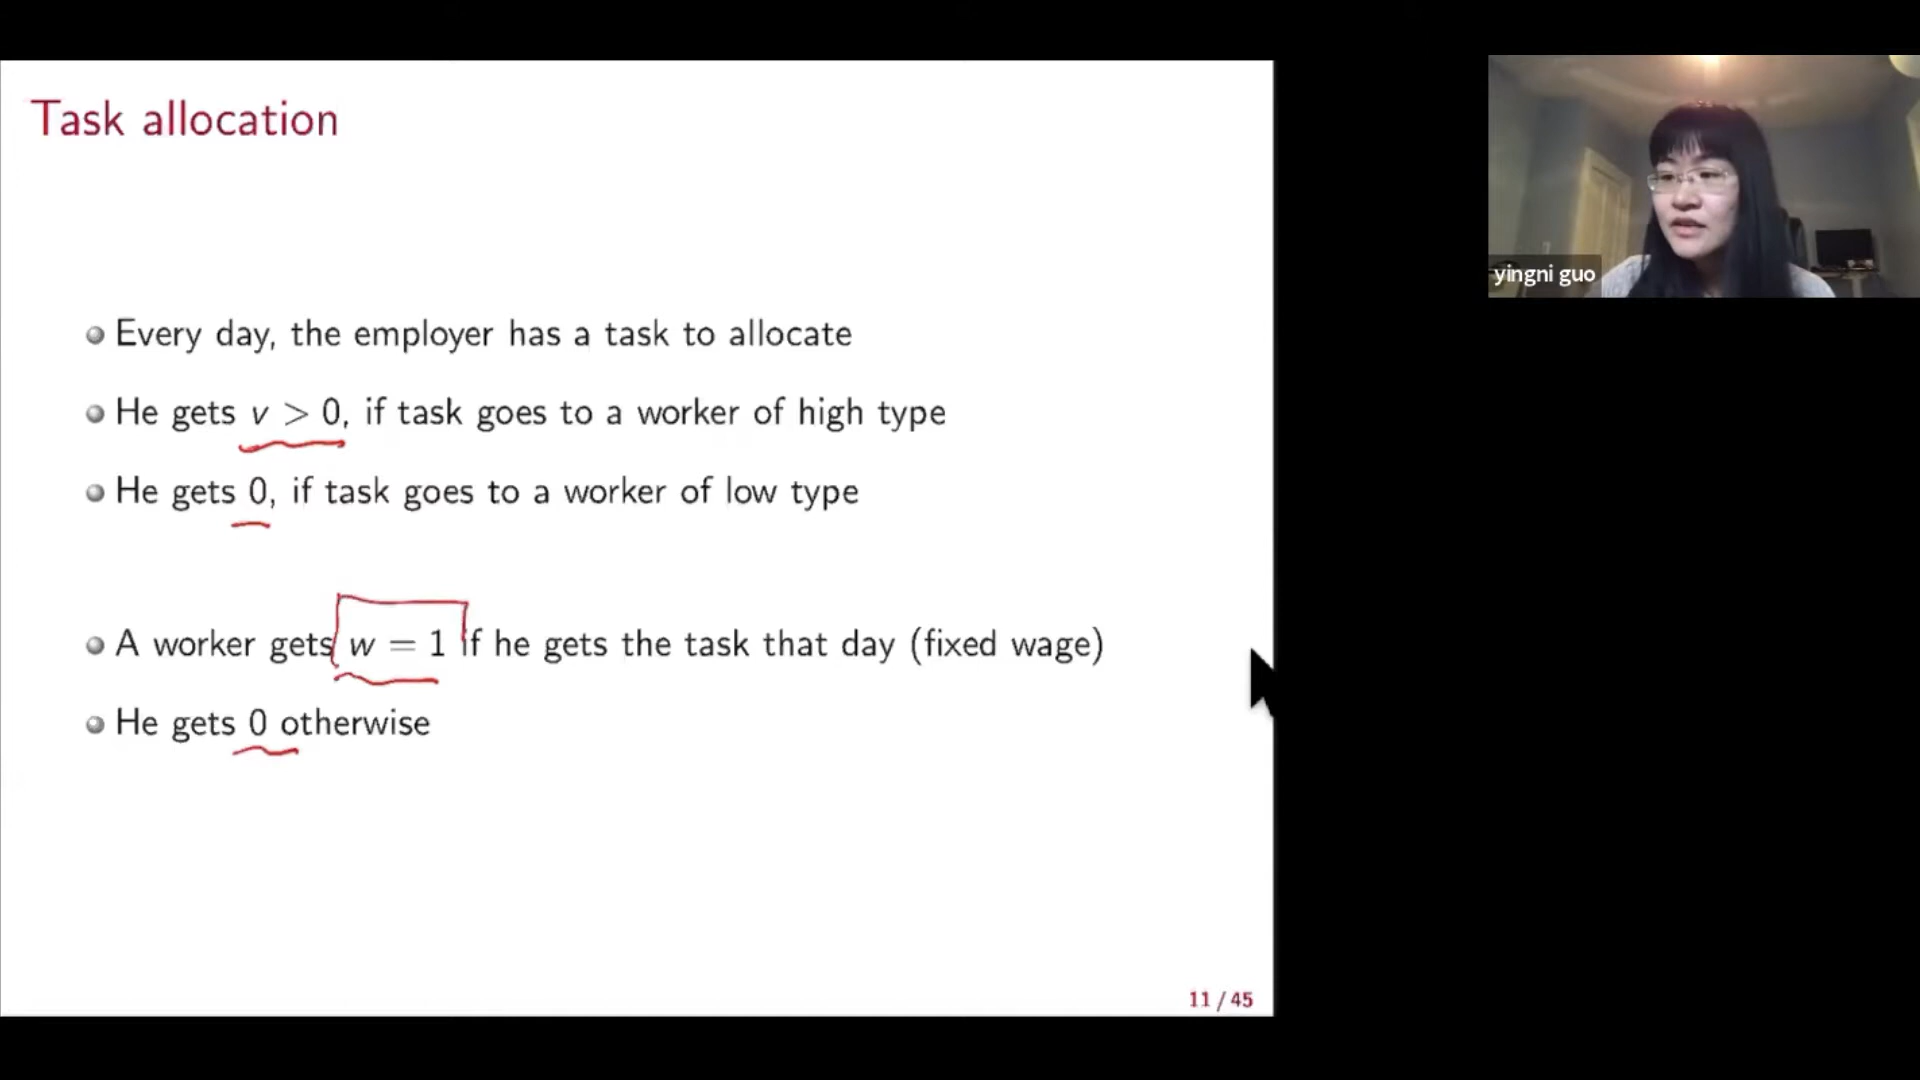 Task allocation
Every day, the employer has a task to allocate
He gets v > 0, if task goes to a worker of high type
He gets 0, if task goes to a worker of low type
A worker gets w = 1 if he gets the task that day (fixed wage)
He gets 0 otherwise
11 / 45
yingni guo